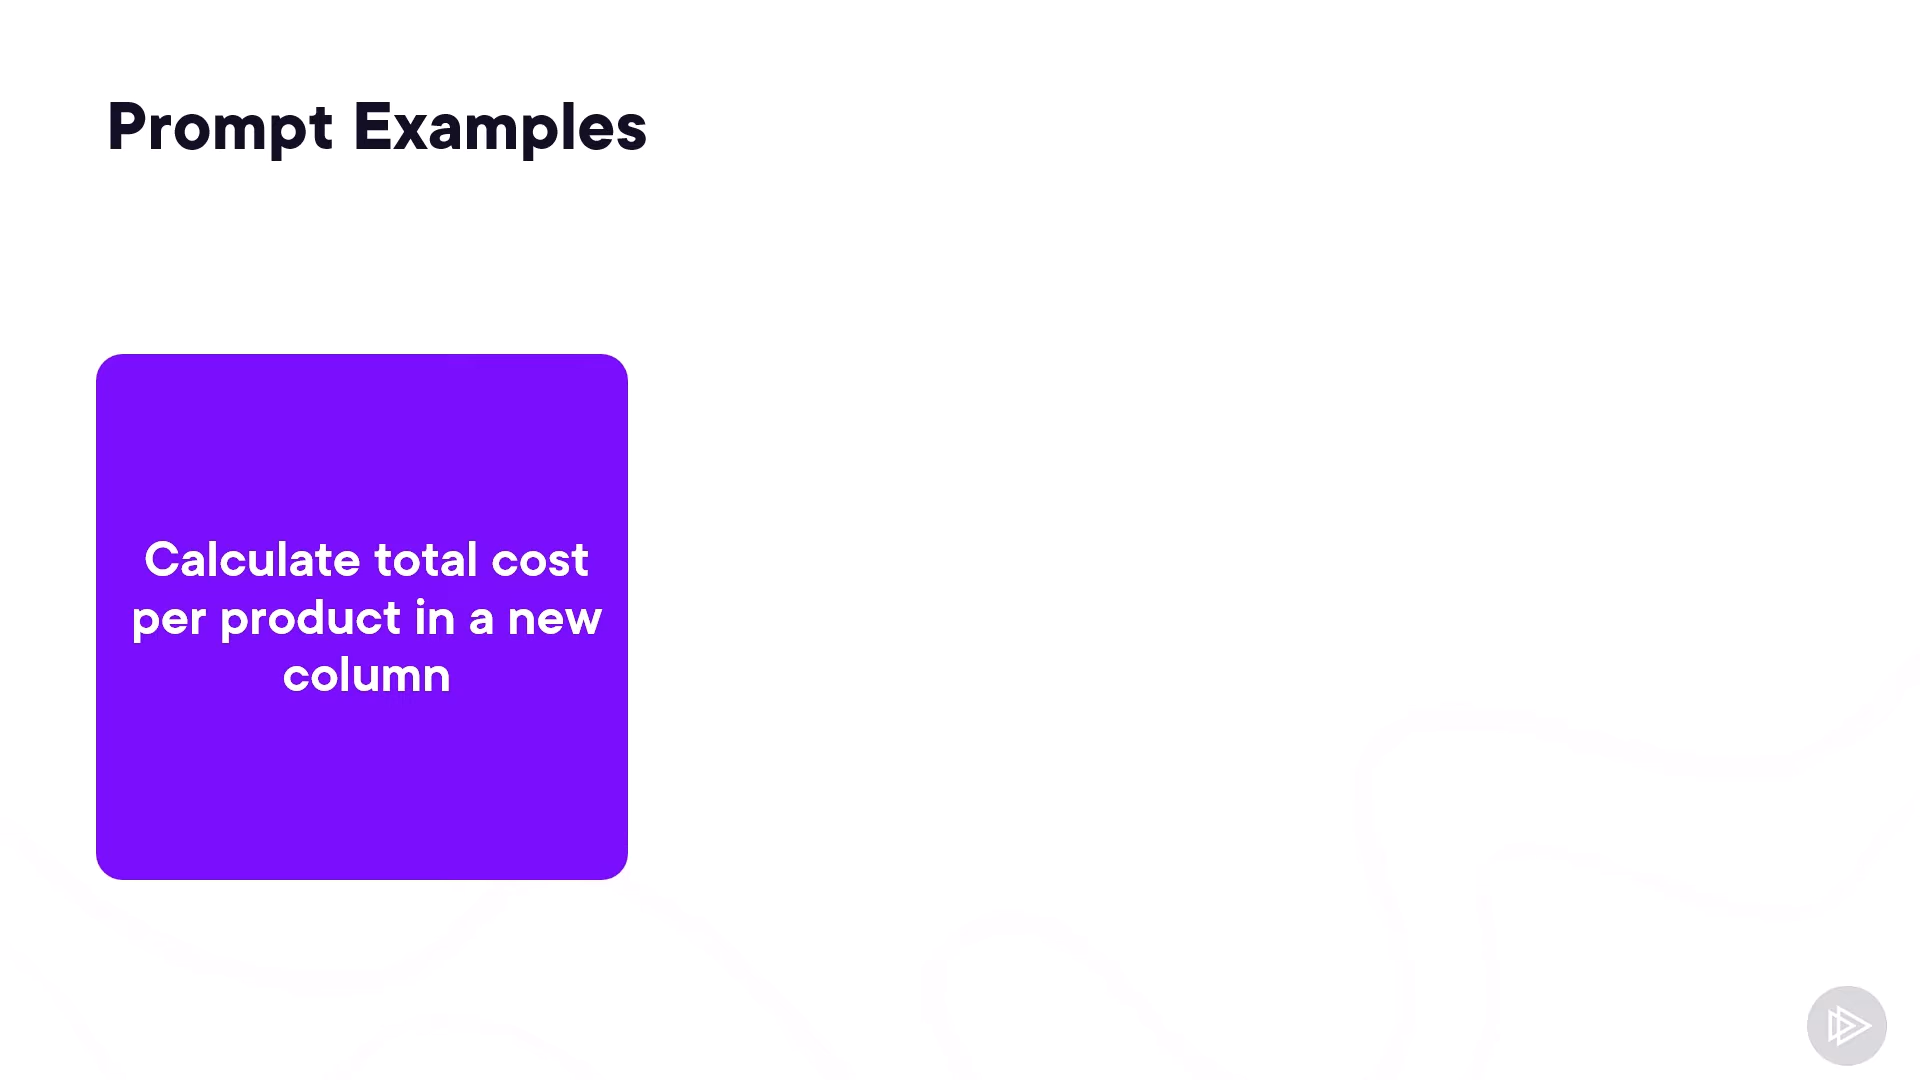 Prompt Examples
Calculate total cost
per product in a new
column